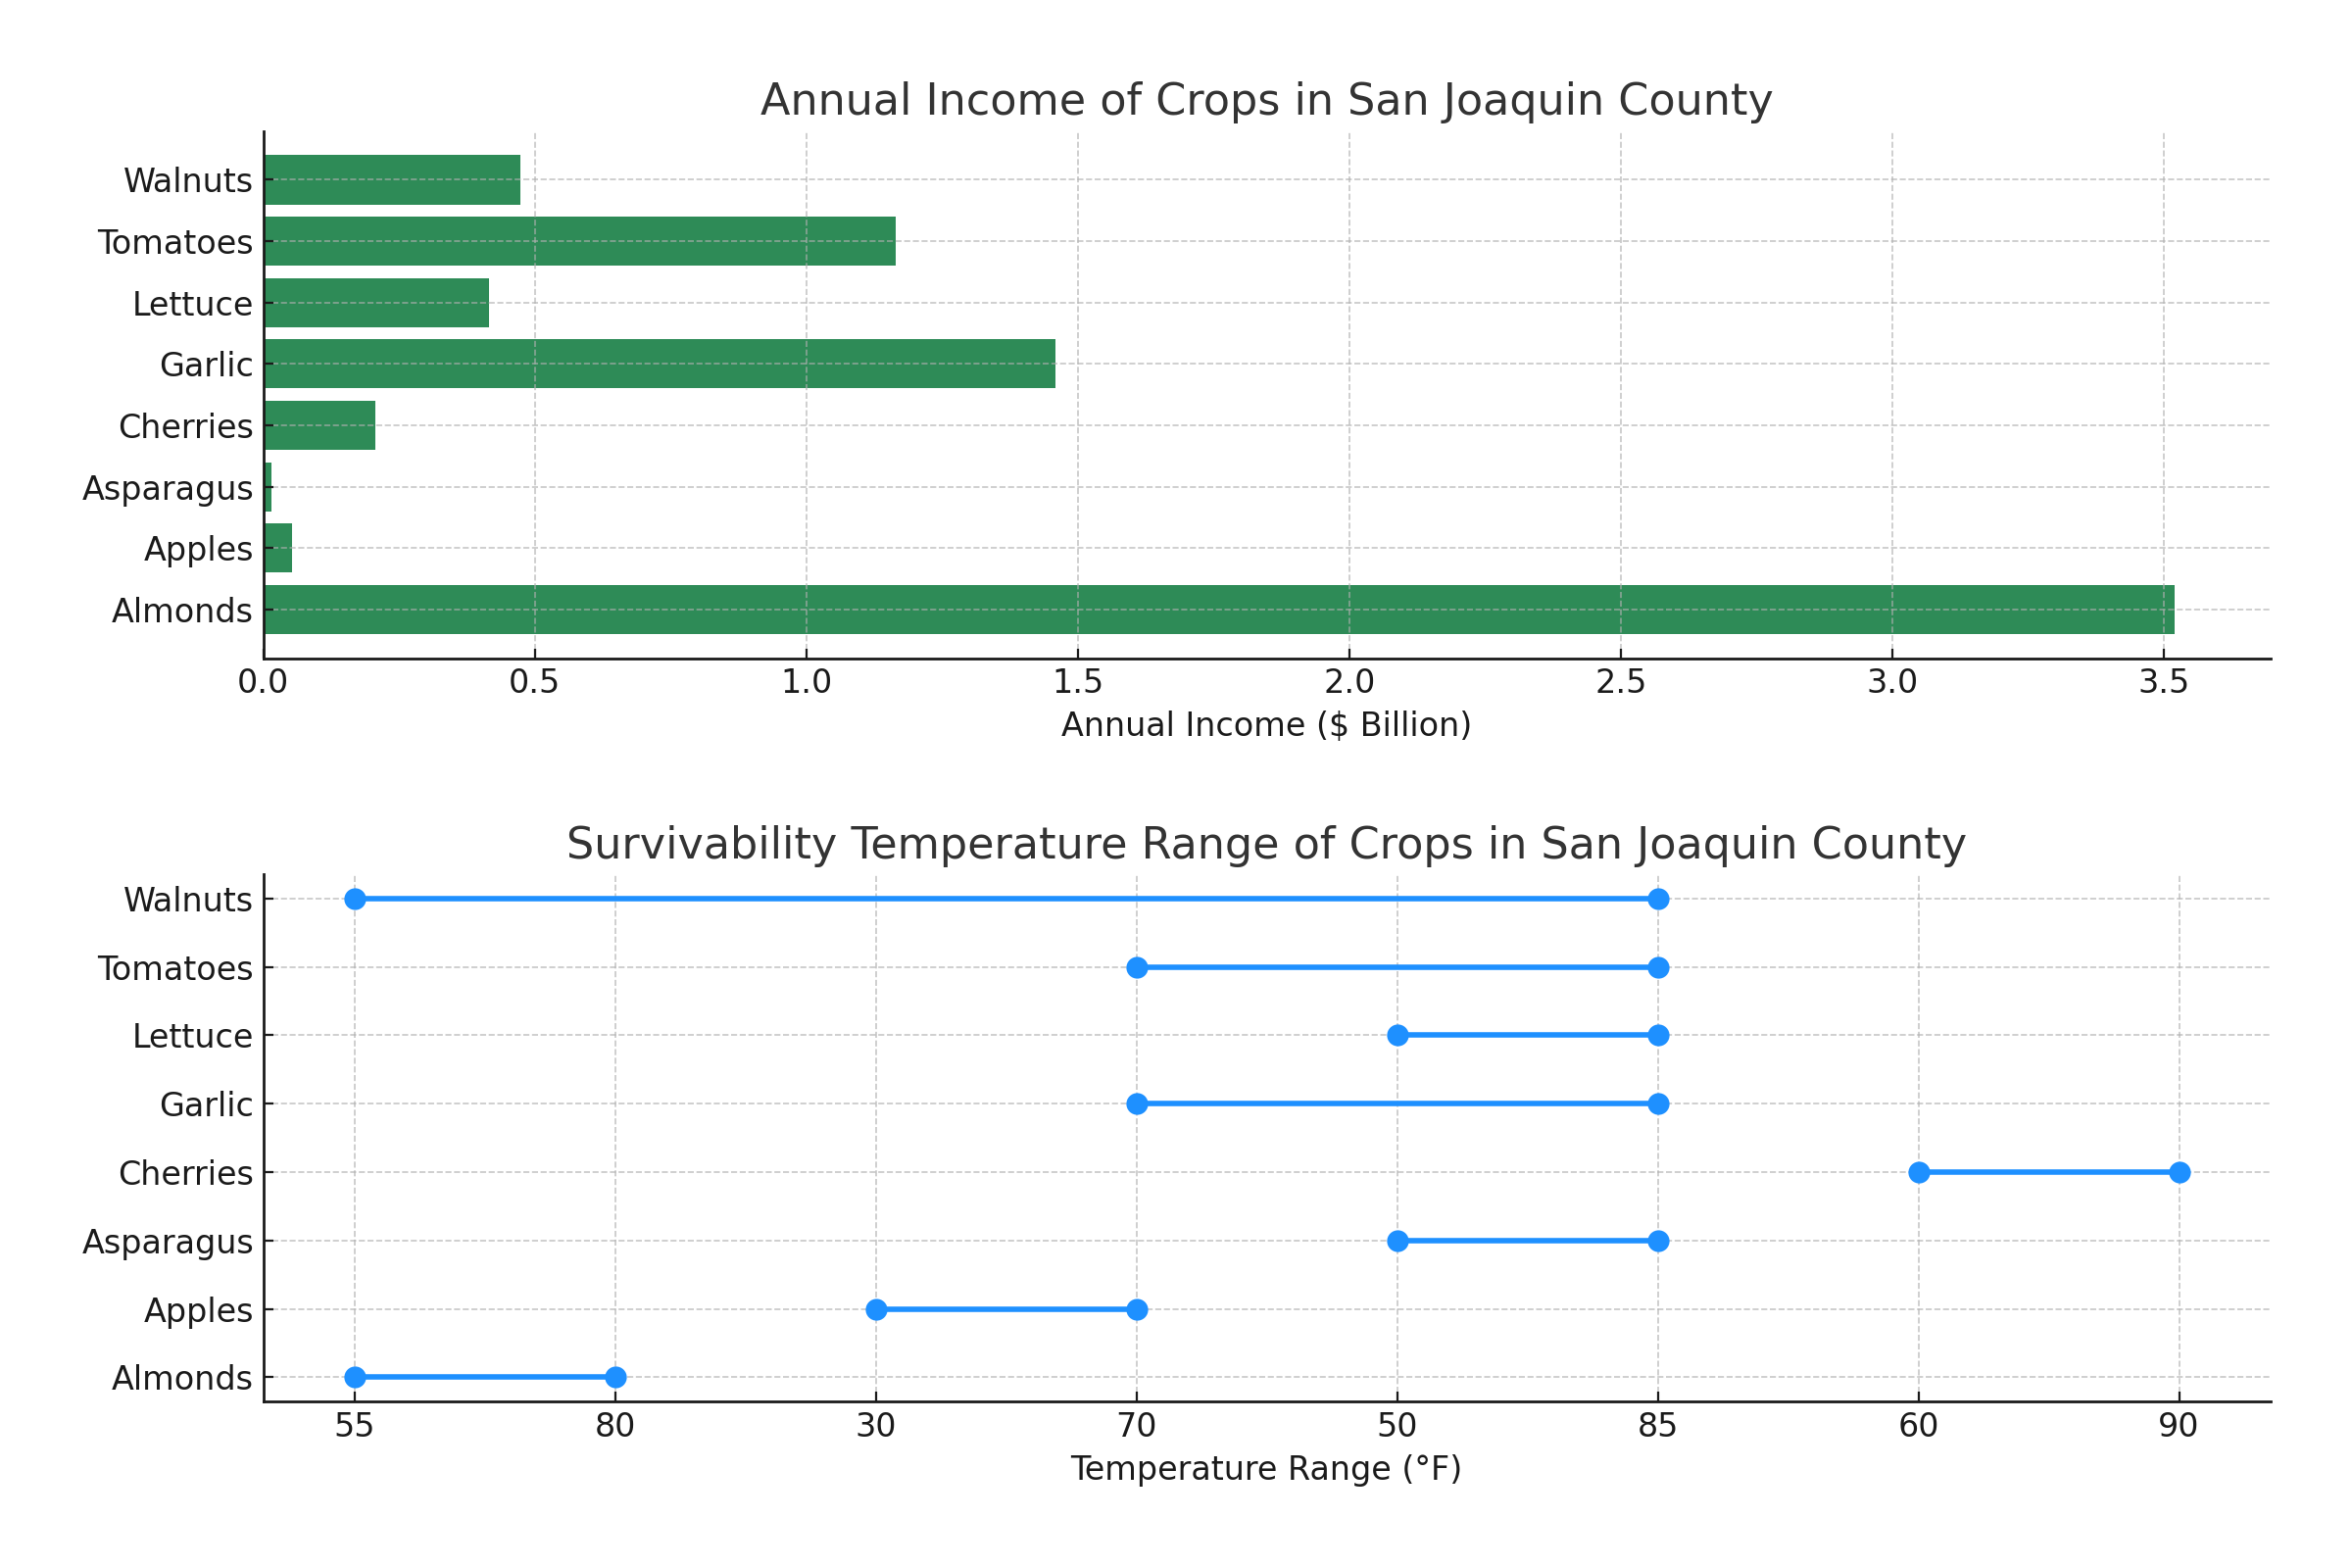 Annual Income of Crops in San Joaquin County
Walnuts
Tomatoes
Lettuce
Garlic
Cherries
Asparagus
Apples
Almonds
0.0 0.5 1.0 1.5 2.0 2.5 3.0 3.5
Annual Income ($ Billion)
Survivability Temperature Range of Crops in San Joaquin County
Walnuts
Tomatoes
Lettuce
Garlic
Cherries
Asparagus
Apples
Almonds
55 80 30 70 50 85 60 90
Temperature Range (°F)